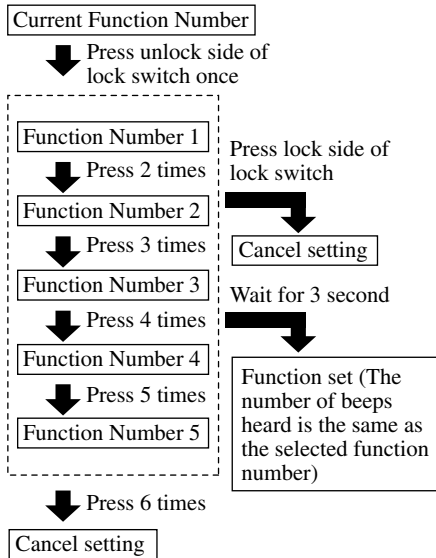 Current Function Number
Press unlock side of
lock switch once
Function Number 1
Press 2 times
Function Number 2
Press 3 times
Function Number 3
Press 4 times
Function Number 4
Press 5 times
Function Number 5
Press 6 times
Cancel setting
Press lock side of
lock switch
Cancel setting
Wait for 3 second
Function set (The
number of beeps
heard is the same as
the selected function
number)